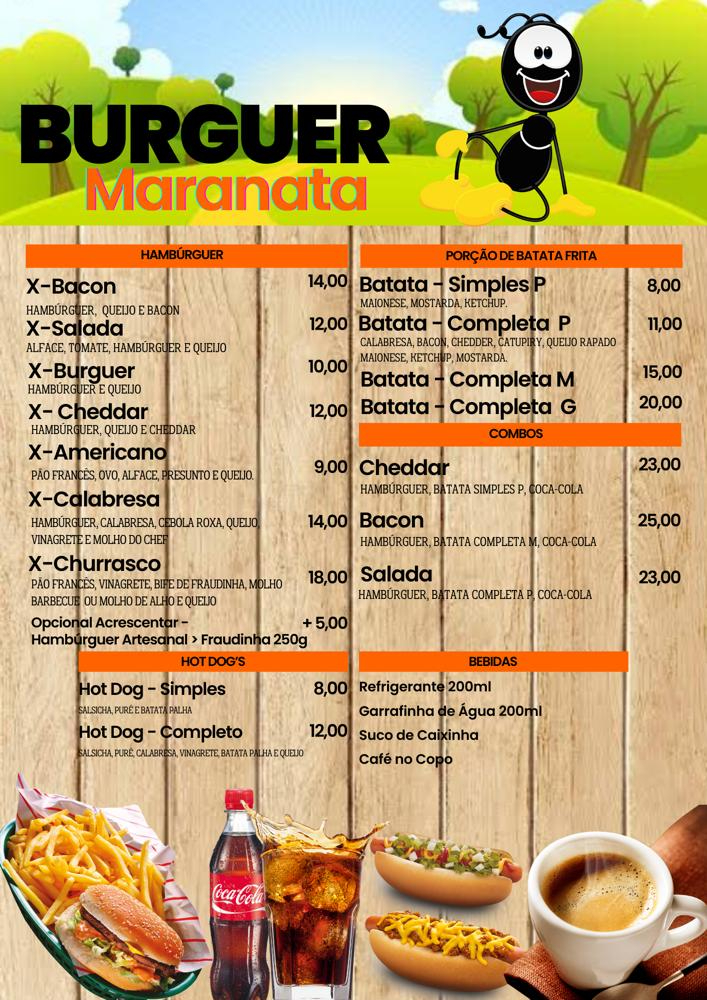 BURGUER
Maranata
HAMBÚRGUER
X-Bacon 14,00
HAMBÚRGUER, QUEIJO E BACON
X-Salada 12,00
ALFACE, TOMATE, HAMBÚRGUER E QUEIJO
X-Burguer 10,00
HAMBÚRGUER E QUEIJO
X- Cheddar 12,00
HAMBÚRGUER, QUEIJO E CHEDDAR
X-Americano 9,00
PÃO FRANCÊS, OVO, ALFACE, PRESUNTO E QUEIJO.
X-Calabresa 14,00
HAMBÚRGUER, CALABRESA, CEBOLA ROXA, QUEIJO,
VINAGRETE E MOLHO DO CHEF
X-Churrasco 18,00
PÃO FRANCÊS, VINAGRETE, BIFE DE FRAUDINHA, MOLHO
BARBECUE OU MOLHO DE ALHO E QUEIJO
Opcional Acrescentar - + 5,00
Hambúrguer Artesanal > Fraudinha 250g
HOT DOG'S
Hot Dog - Simples 8,00
SALSICHA, PURÊ E BATATA PALHA
Hot Dog - Completo 12,00
SALSICHA, PURÊ, CALABRESA, VINAGRETE, BATATA PALHA E QUEIJO
PORÇÃO DE BATATA FRITA
Batata - Simples P 8,00
MAIONESE, MOSTARDA, KETCHUP.
Batata - Completa P 11,00
CALABRESA, BACON, CHEDDER, CATUPIRY, QUEIJO RAPADO
MAIONESE, KETCHUP, MOSTARDA.
Batata - Completa M 15,00
Batata - Completa G 20,00
COMBOS
Cheddar 23,00
HAMBÚRGUER, BATATA SIMPLES P, COCA-COLA
Bacon 25,00
HAMBÚRGUER, BATATA COMPLETA M, COCA-COLA
Salada 23,00
HAMBÚRGUER, BATATA COMPLETA P, COCA-COLA
BEBIDAS
Refrigerante 200ml
Garrafinha de Água 200ml
Suco de Caixinha
Café no Copo
Coca-Cola